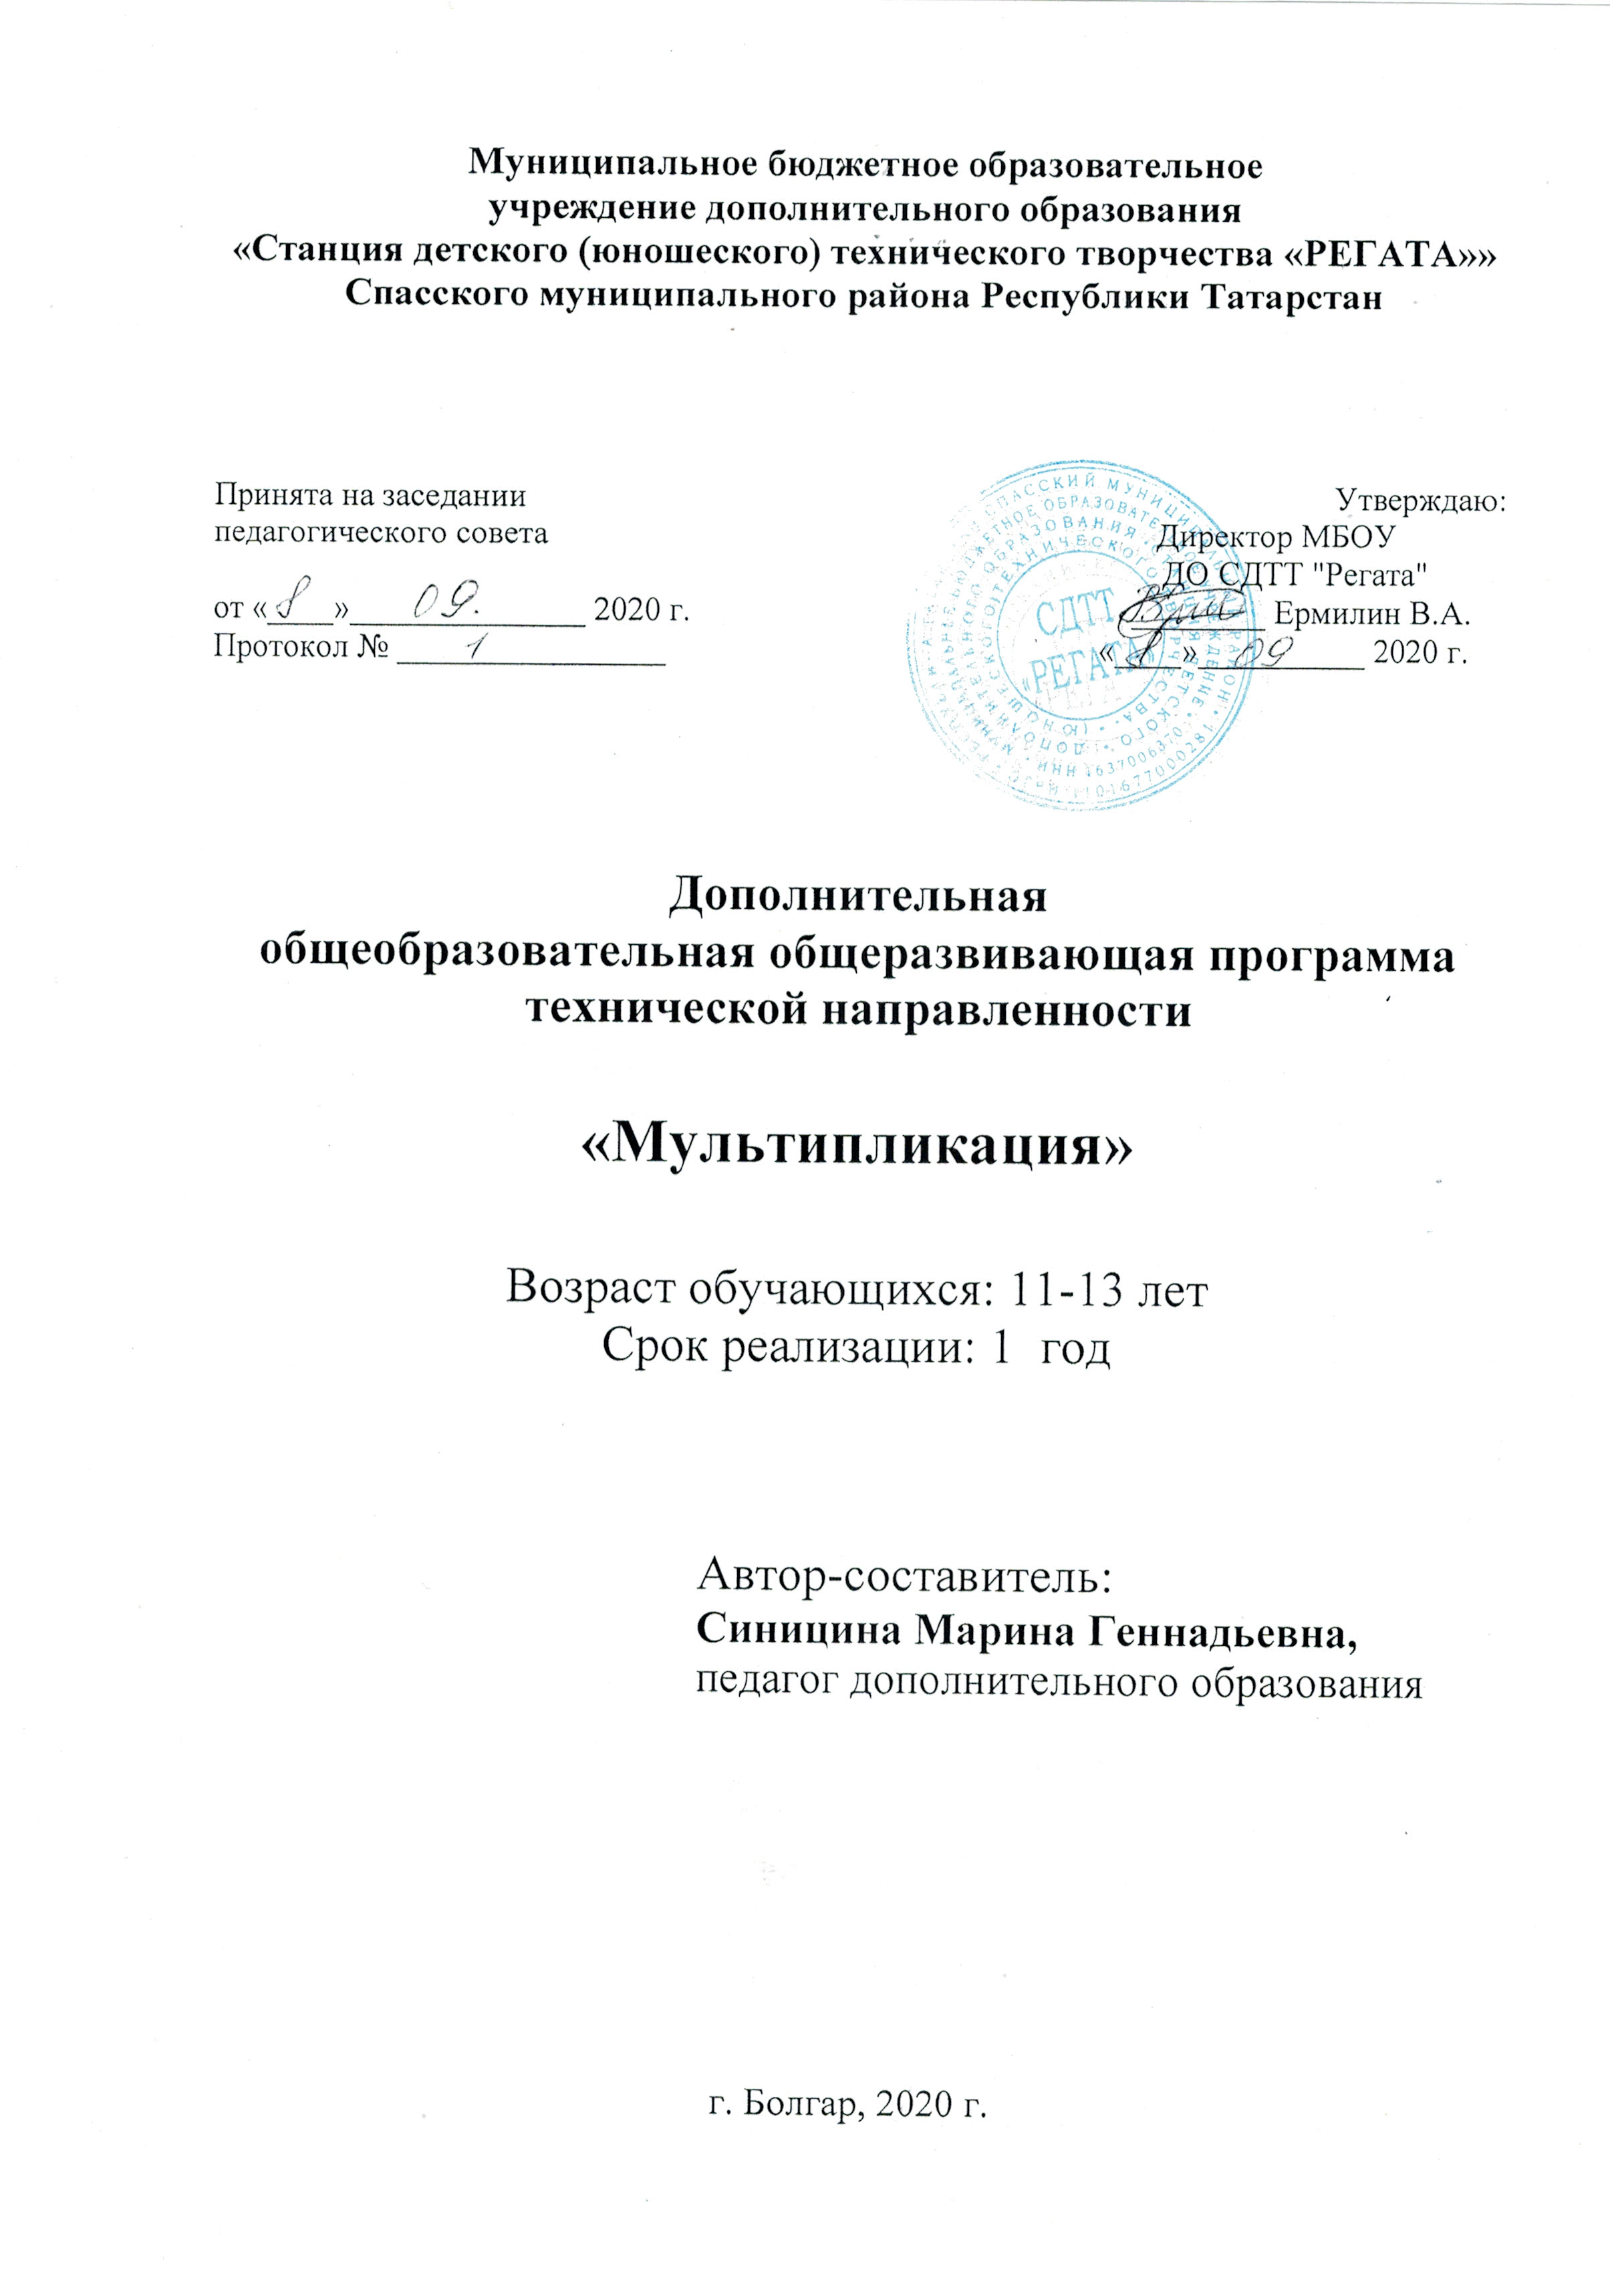 Муниципальное бюджетное образовательное
учреждение дополнительного образования
«Станция детского (юношеского) технического творчества «РЕГАТА»»
Спасского муниципального района Республики Татарстан
Принята на заседании
педагогического совета
от «8» 09. 2020 г.
Протокол № 1
Утверждаю:
Директор МБОУ
ДО СДТТ "Регата"
Ермилин В.А.
«8» 09 2020 г.
СДТТ
«РЕГАТА»
Дополнительная
общеобразовательная общеразвивающая программа
технической направленности
«Мультипликация»
Возраст обучающихся: 11-13 лет
Срок реализации: 1 год
Автор-составитель:
Синицина Марина Геннадьевна,
педагог дополнительного образования
г. Болгар, 2020 г.